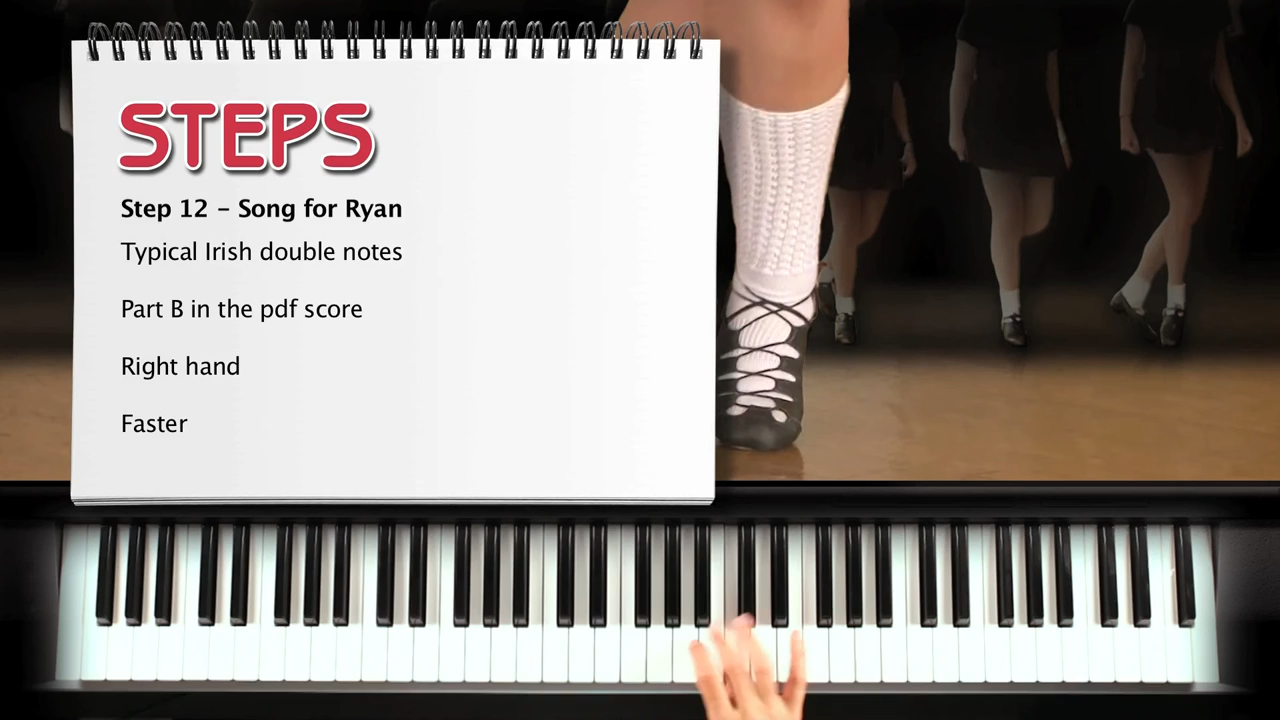 STEPS
Step 12 – Song for Ryan
Typical Irish double notes
Part B in the pdf score
Right hand
Faster